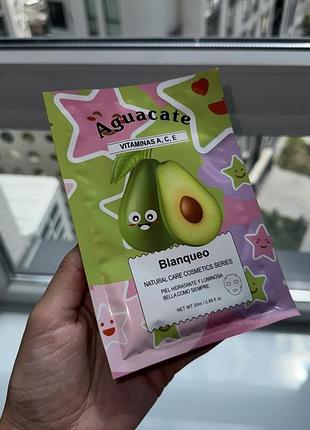 Aguacate
VITAMINAS A, C, E
Blanqueo
NATURAL CARE COSMETICS SERIES
PIEL HIDRATANTE Y LUMINOSA
BELLA COMO SIEMPRE.
NET WT 25ml / 0.88 fl oz